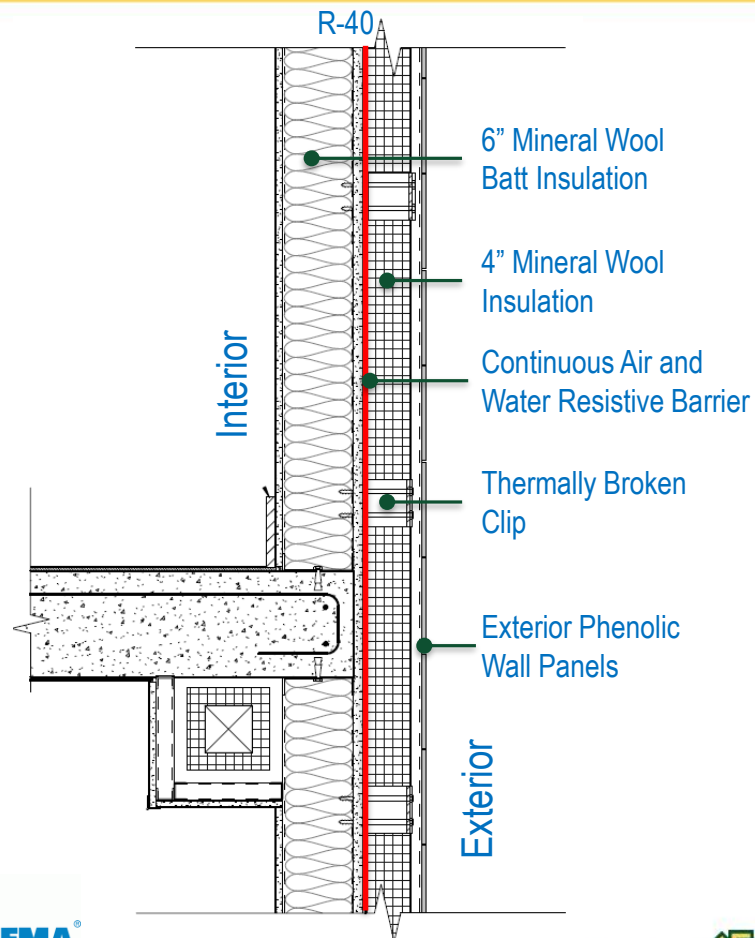 R-40
6” Mineral Wool
Batt Insulation
4” Mineral Wool
Insulation
Interior
Continuous Air and
Water Resistive Barrier
Thermally Broken
Clip
Exterior Phenolic
Wall Panels
Exterior